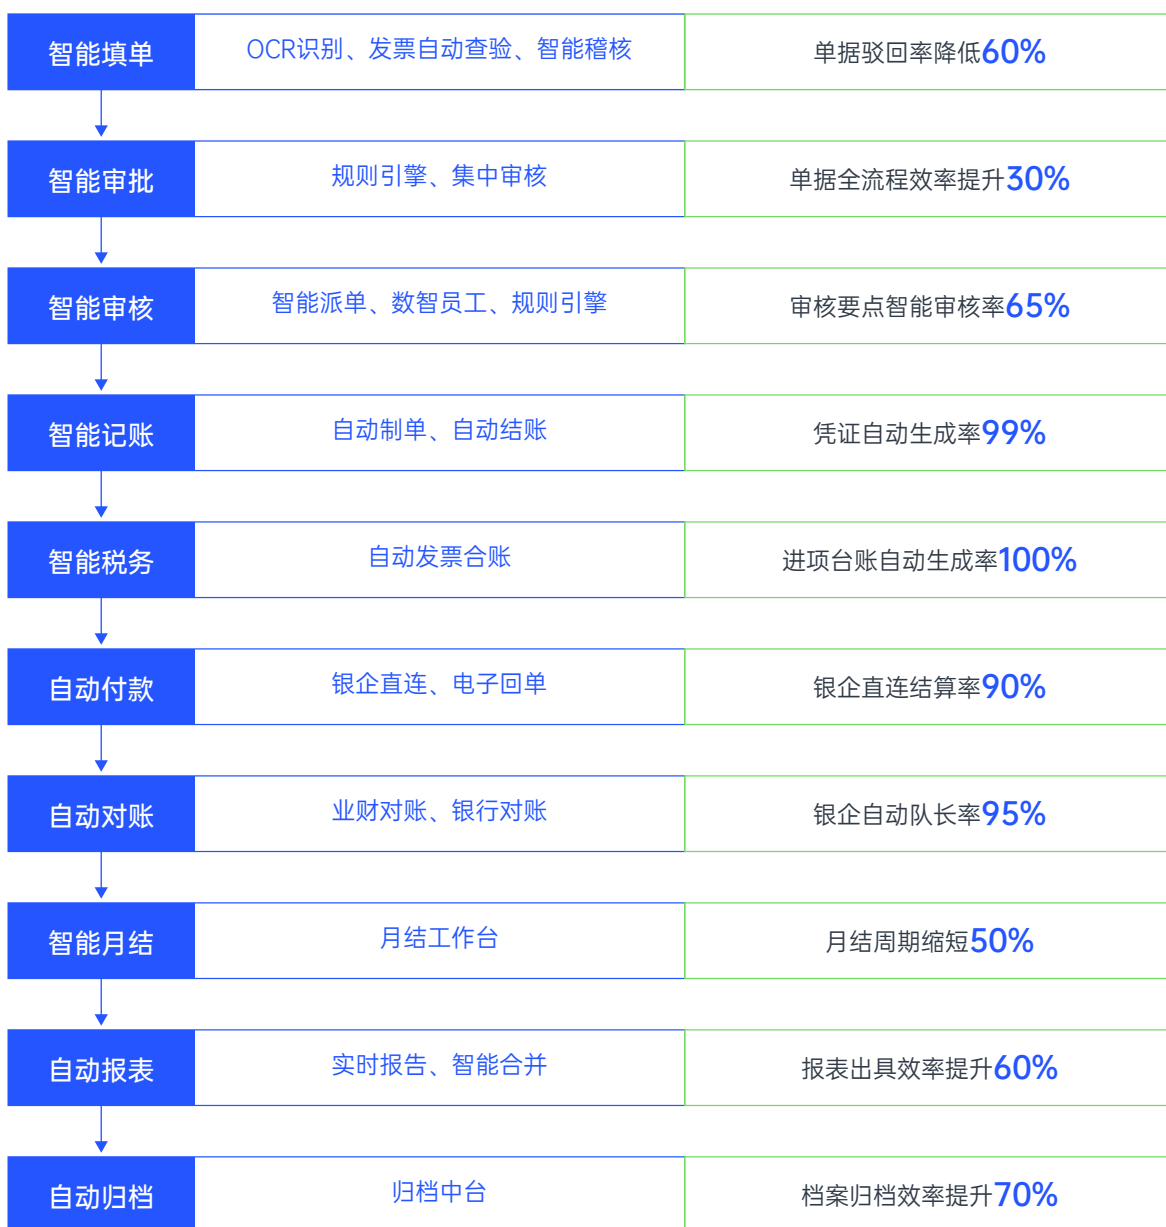 智能填单
OCR识别、发票自动查验、智能稽核
单据驳回率降低60%
智能审批
规则引擎、集中审核
单据全流程效率提升30%
智能审核
智能派单、数智员工、规则引擎
审核要点智能审核率65%
智能记账
自动制单、自动结账
凭证自动生成率99%
智能税务
自动发票合账
进项台账自动生成率100%
自动付款
银企直连、电子回单
银企直连结算率90%
自动对账
业财对账、银行对账
银企自动队长率95%
智能月结
月结工作台
月结周期缩短50%
自动报表
实时报告、智能合并
报表出具效率提升60%
自动归档
归档中台
档案归档效率提升70%